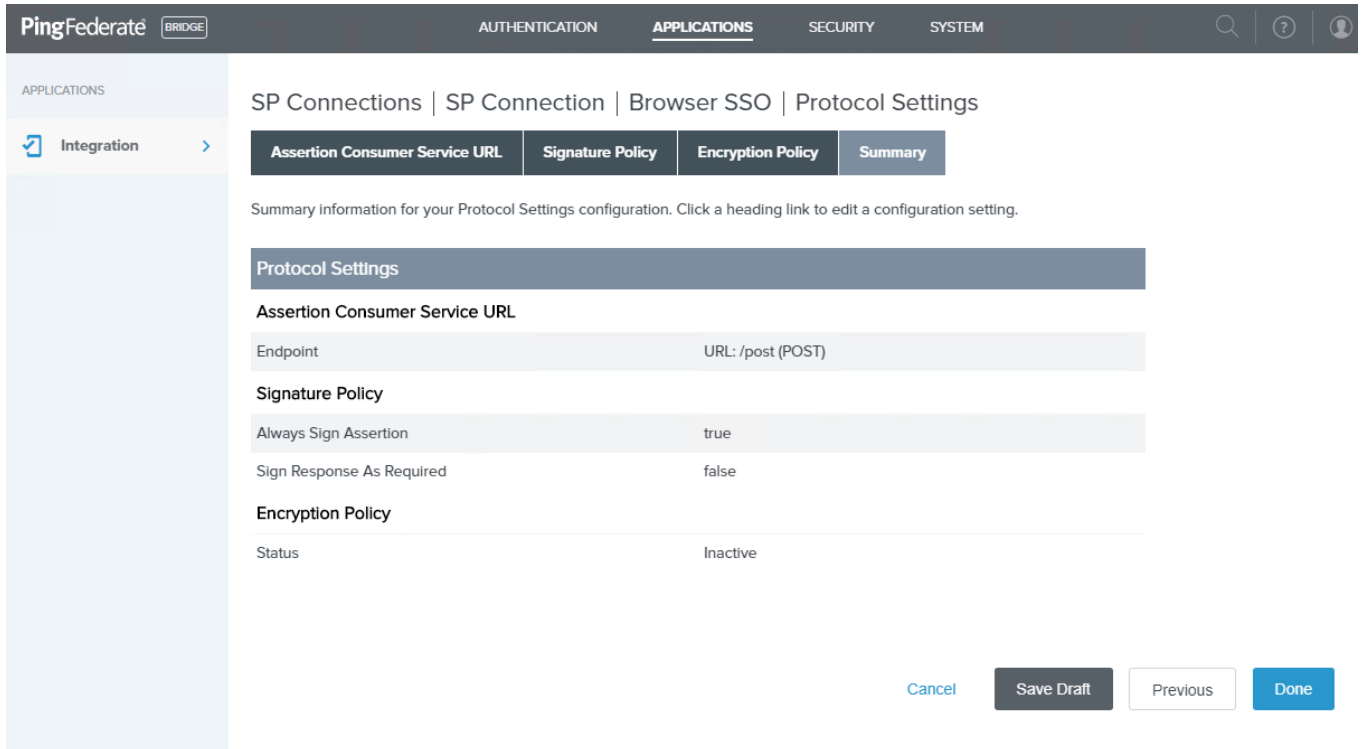 PingFederate BRIDGE AUTHENTICATION APPLICATIONS SECURITY SYSTEM ?
APPLICATIONS
Integration
SP Connections | SP Connection | Browser SSO | Protocol Settings
Assertion Consumer Service URL Signature Policy Encryption Policy Summary
Summary information for your Protocol Settings configuration. Click a heading link to edit a configuration setting.
Protocol Settings
Assertion Consumer Service URL
Endpoint URL: /post (POST)
Signature Policy
Always Sign Assertion true
Sign Response As Required false
Encryption Policy
Status Inactive
Cancel Save Draft Previous Done